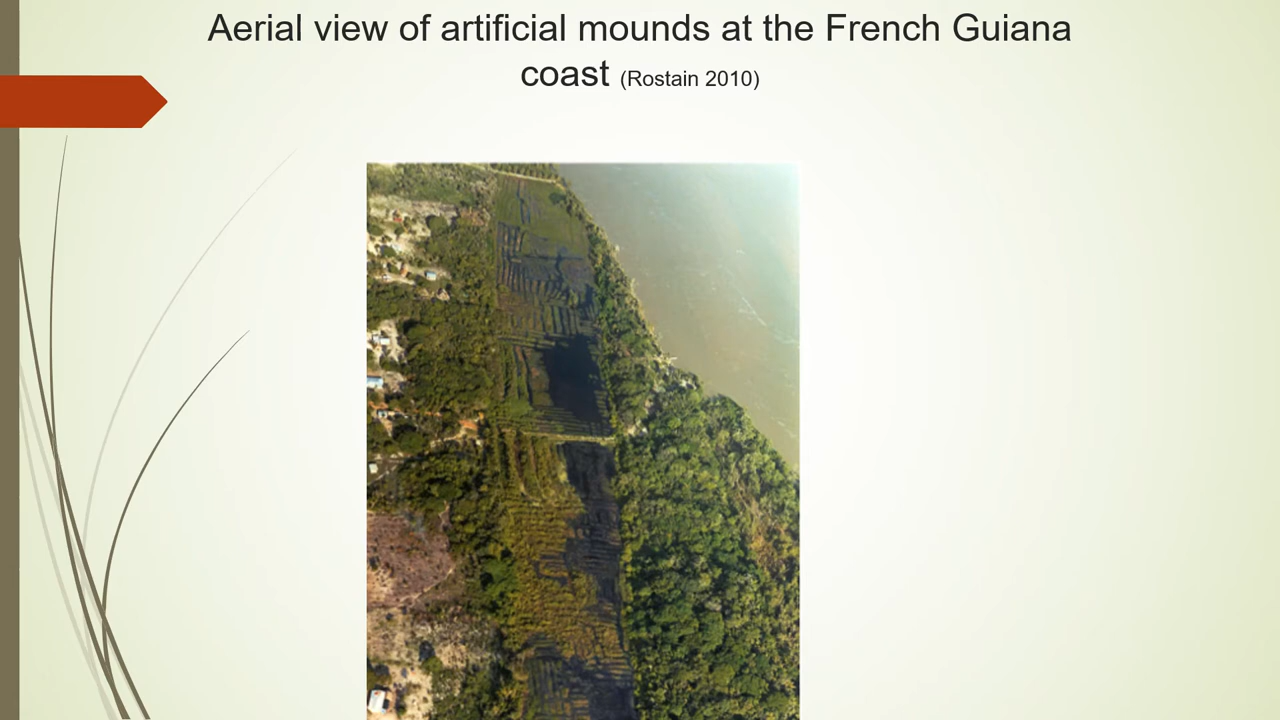 Aerial view of artificial mounds at the French Guiana
coast (Rostain 2010)